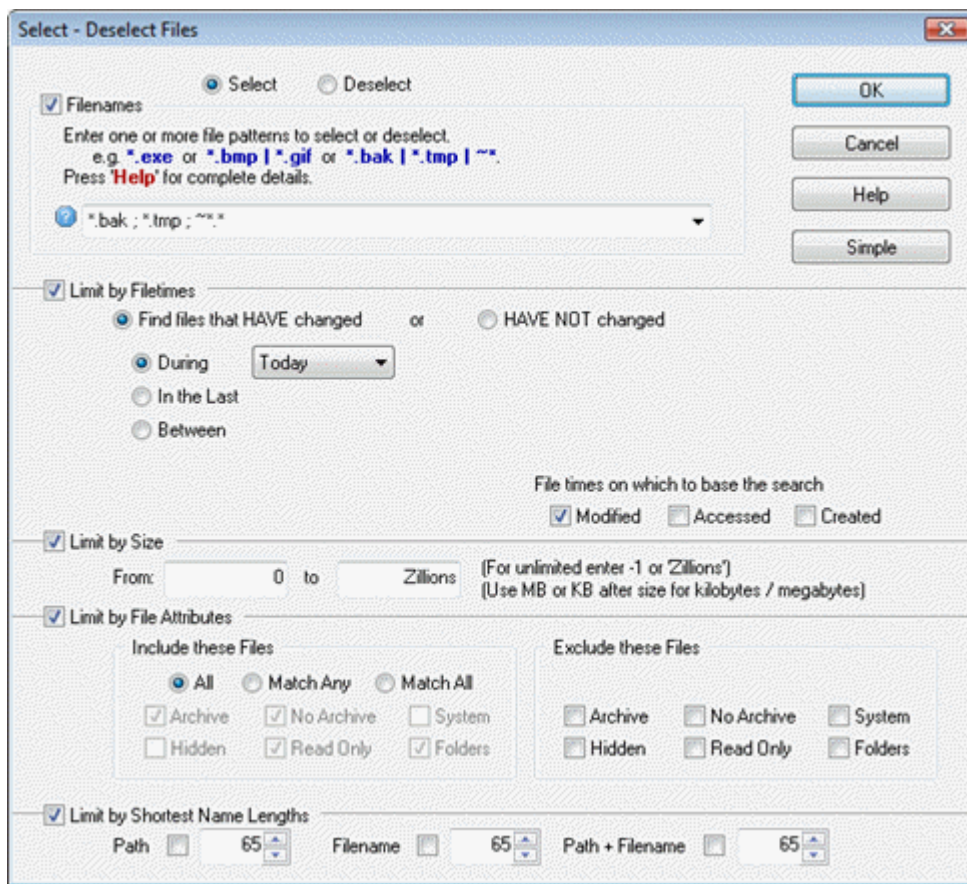 Select - Deselect Files
Select Deselect
OK
Filenames
Enter one or more file patterns to select or deselect.
e.g. *.exe or *.bmp | *.gif or *.bak | *.tmp | ~*.
Press 'Help' for complete details.
Cancel
Help
*.bak ; *.tmp ; ~*.*
Simple
Limit by Filetimes
Find files that HAVE changed or HAVE NOT changed
During Today
In the Last
Between
File times on which to base the search
Modified Accessed Created
Limit by Size
From: 0 to Zillions
(For unlimited enter -1 or 'Zillions')
(Use MB or KB after size for kilobytes / megabytes)
Limit by File Attributes
Include these Files
All Match Any Match All
Archive No Archive System
Hidden Read Only Folders
Exclude these Files
Archive No Archive System
Hidden Read Only Folders
Limit by Shortest Name Lengths
Path 65 Filename 65 Path + Filename 65